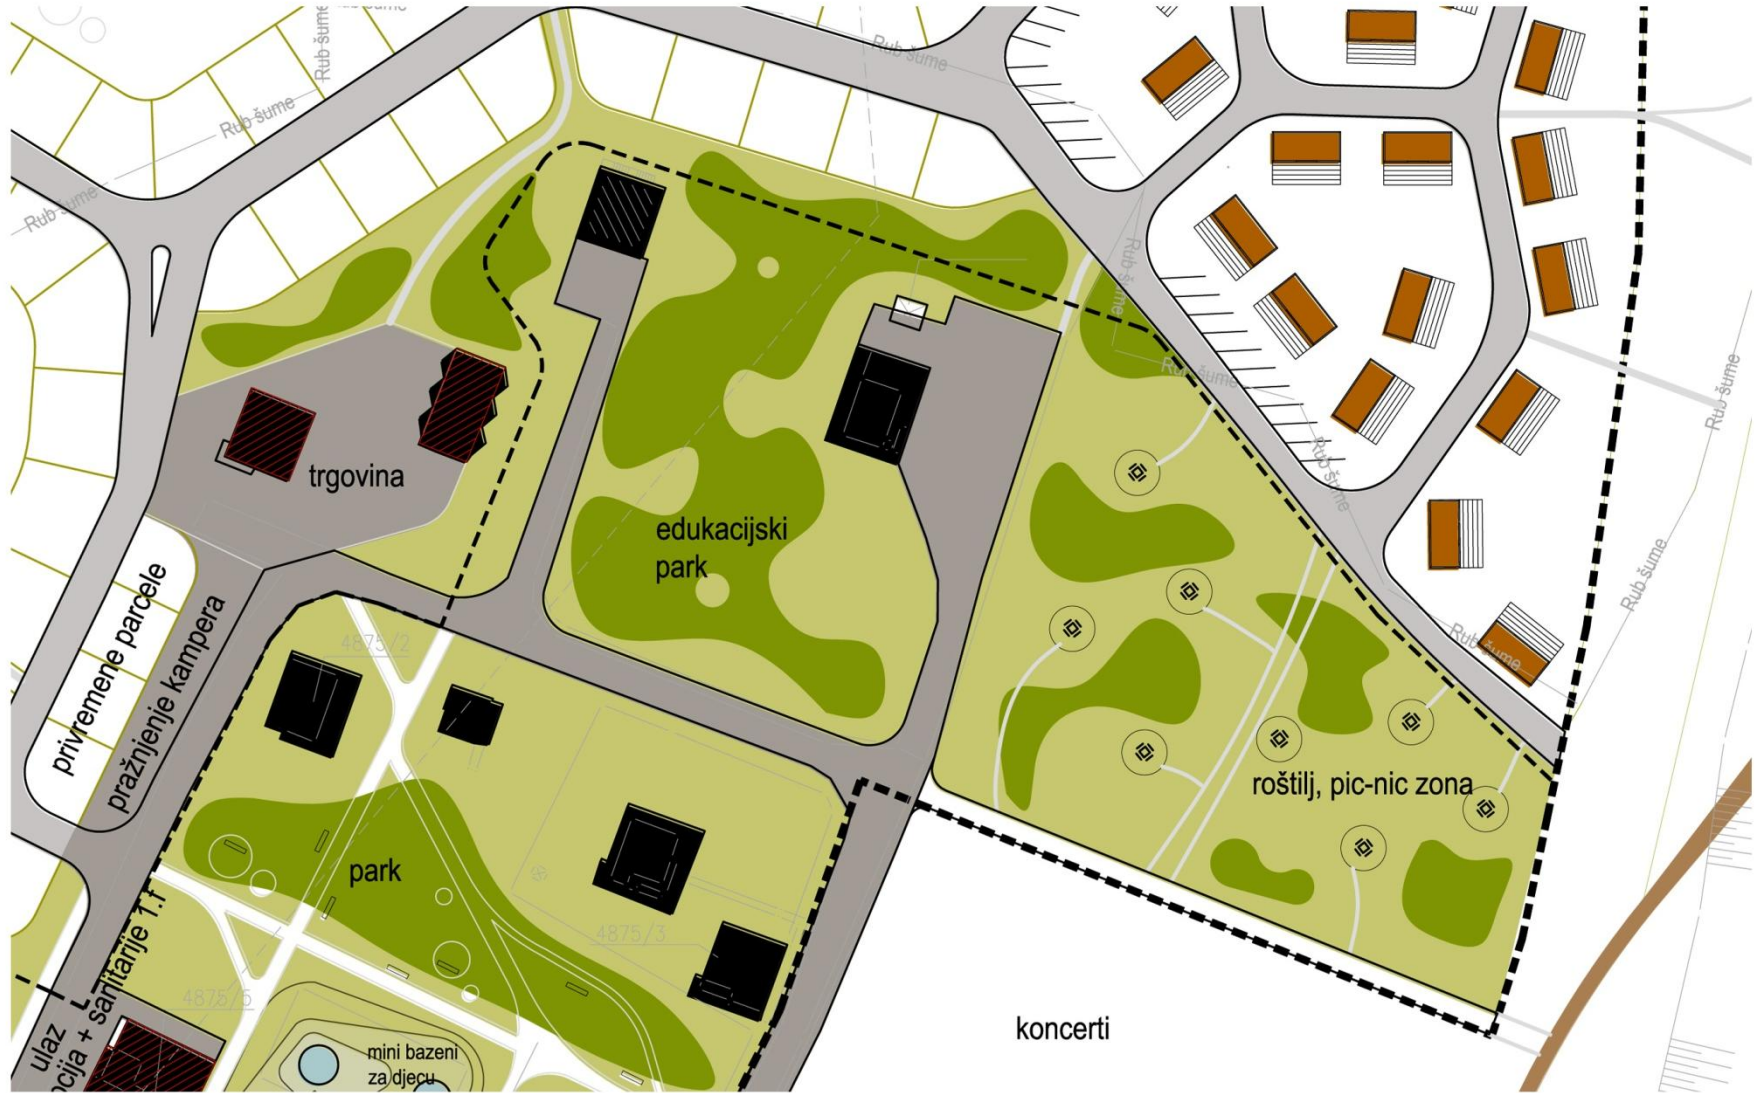 Rub šume
Rub šume
Rub šume
Rub šume
Rub šume
Rub šume
Rub šume
Rub šume
Rub šume
Rub šume
Rub šume
trgovina
edukacijski
park
privremene parcele
pražnjenje kampera
4875/2
roštilj, pic-nic zona
park
4875/3
4875/5
ulaz
sanitarije 1.f
mini bazeni
za djecu
koncerti